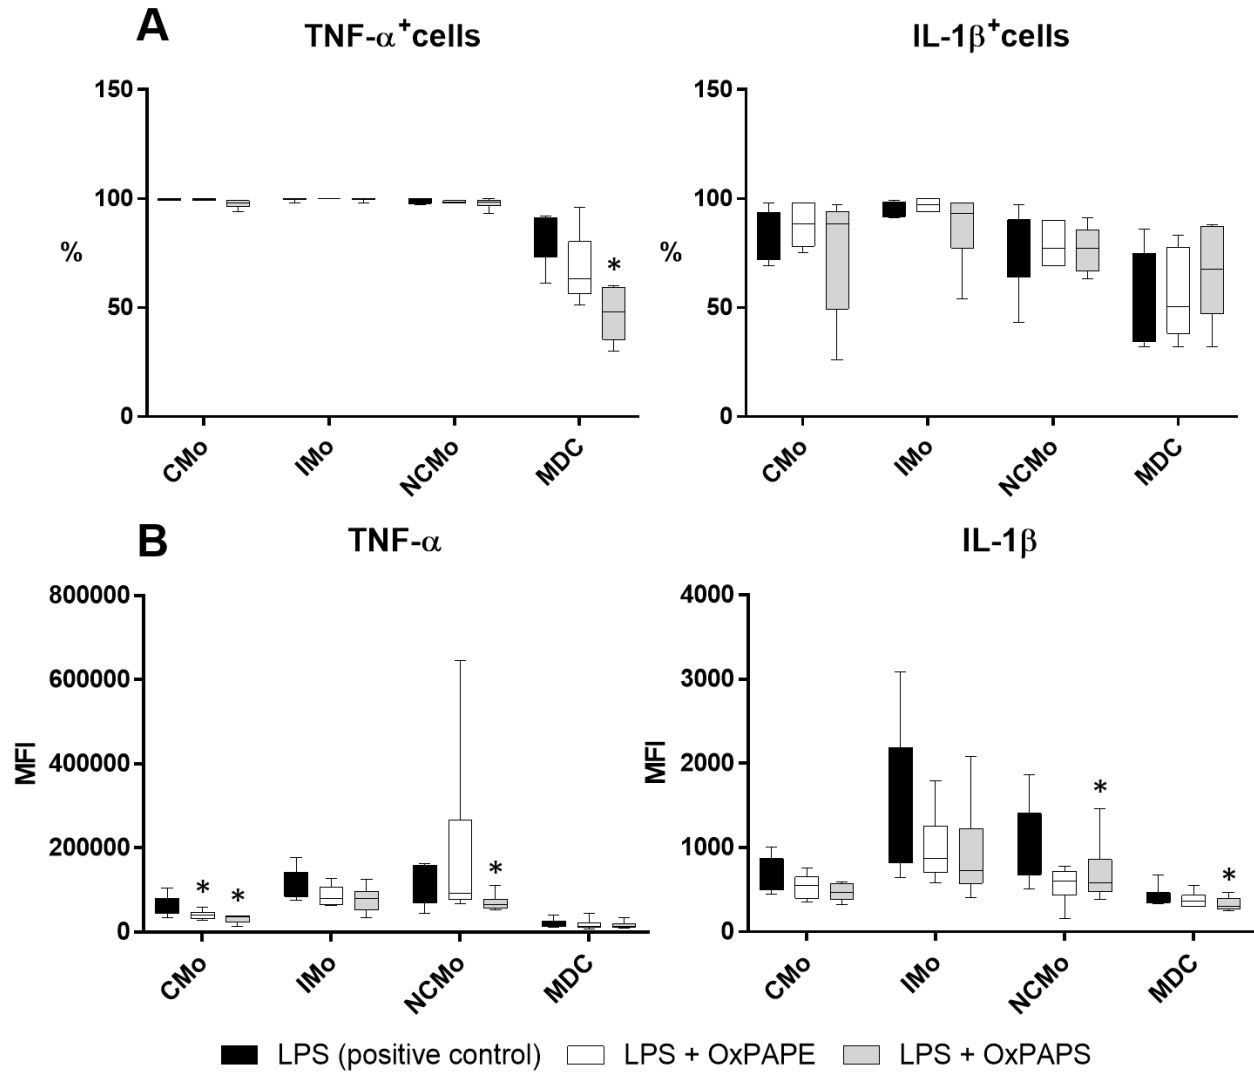 A
TNF-α⁺cells
IL-1β⁺cells
150
100
50
0
%
*
CMo
IMo
NCMo
MDC
150
100
50
0
%
CMo
IMo
NCMo
MDC
B
TNF-α
IL-1β
800000
600000
400000
200000
0
MFI
*
*
*
CMo
IMo
NCMo
MDC
4000
3000
2000
1000
0
MFI
*
*
CMo
IMo
NCMo
MDC
LPS (positive control) LPS + OxPAPE LPS + OxPAPS